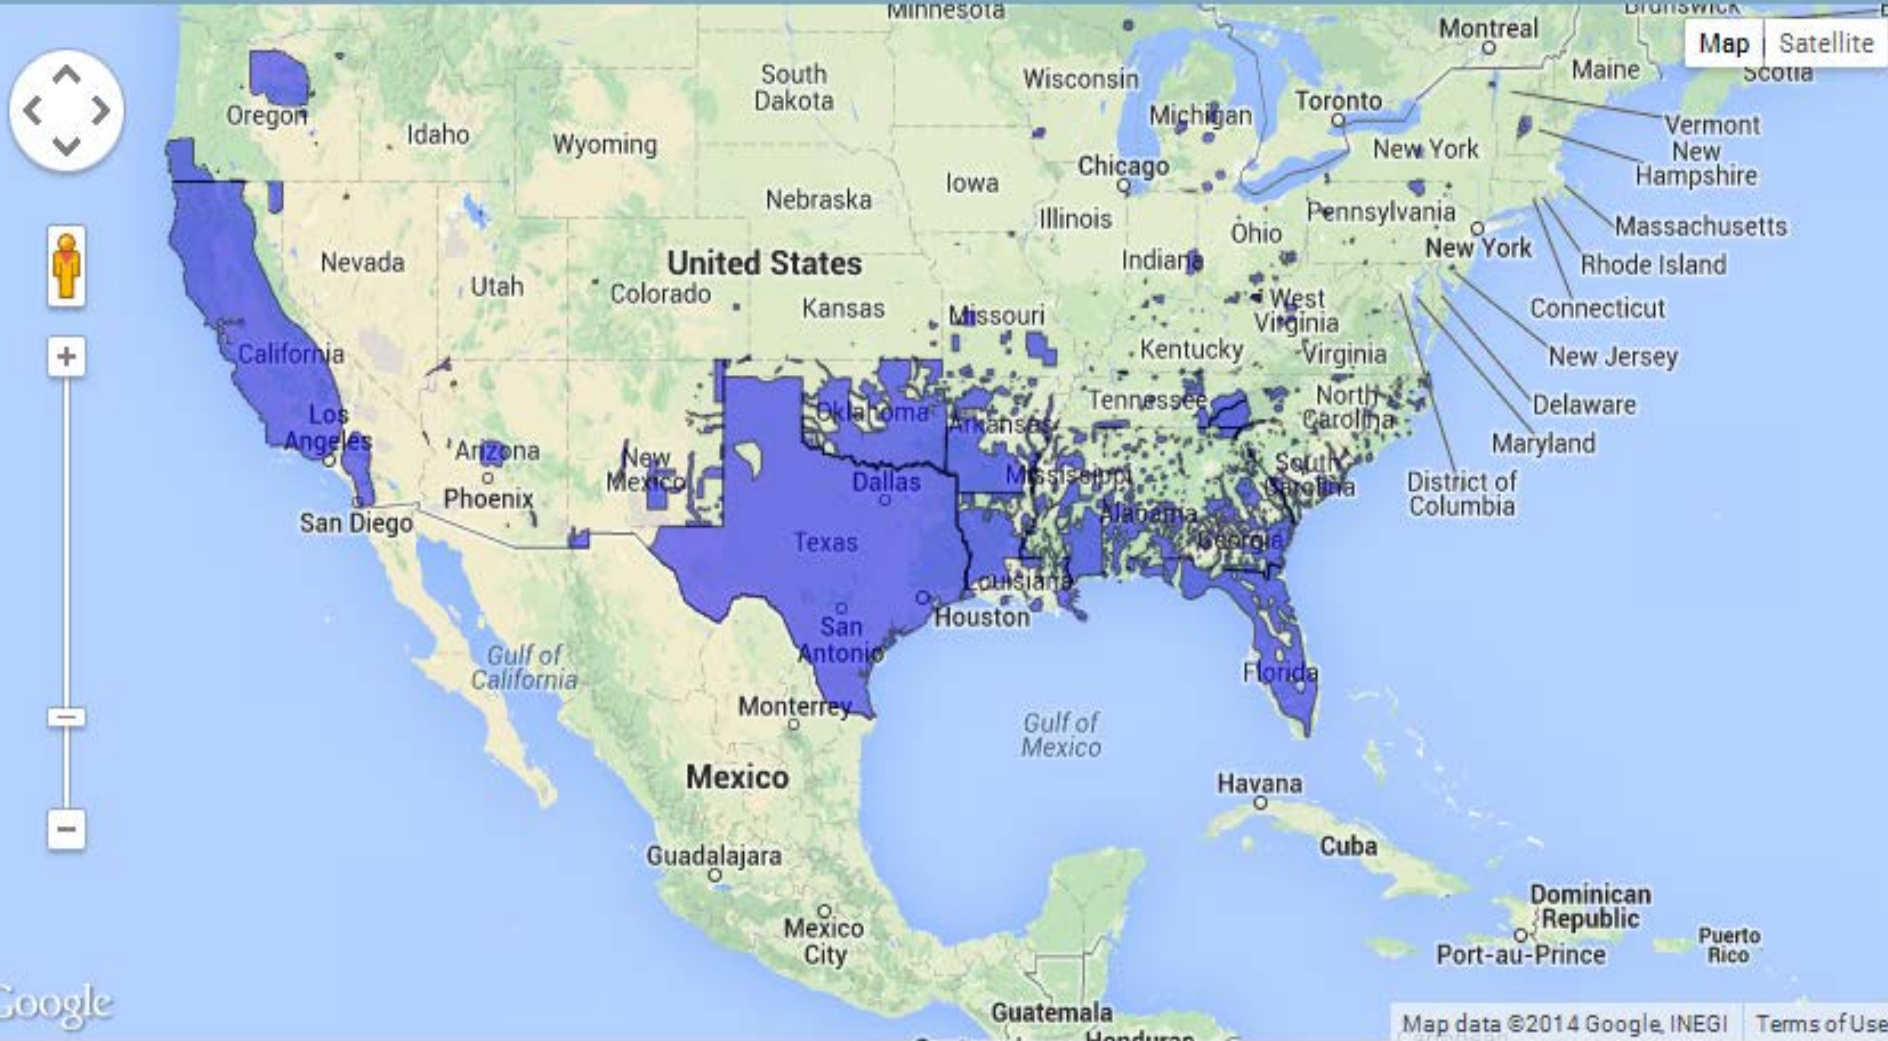 Minnesota
Montreal
Map
Satellite
Maine
Scotia
South
Dakota
Wisconsin
Michigan
Toronto
Oregon
Idaho
Wyoming
Vermont
New York
New
Hampshire
Chicago
Iowa
Nebraska
Illinois
Pennsylvania
Massachusetts
Ohio
New York
Nevada
United States
Indiana
Rhode Island
Utah
Colorado
Kansas
Missouri
West
Virginia
Connecticut
California
Kentucky
Virginia
New Jersey
Los
Angeles
Oklahoma
Arkansas
Tennessee
North
Carolina
Delaware
Maryland
Arizona
New
Mexico
Dallas
Mississippi
South
Carolina
District of
Columbia
Phoenix
San Diego
Alabama
Georgia
Texas
Louisiana
Houston
San
Antonio
Gulf of
California
Florida
Monterrey
Gulf of
Mexico
Mexico
Havana
Cuba
Guadalajara
Mexico
City
Dominican
Republic
Port-au-Prince
Puerto
Rico
Google
Guatemala
Honduras
Map data ©2014 Google, INEGI
Terms of Use